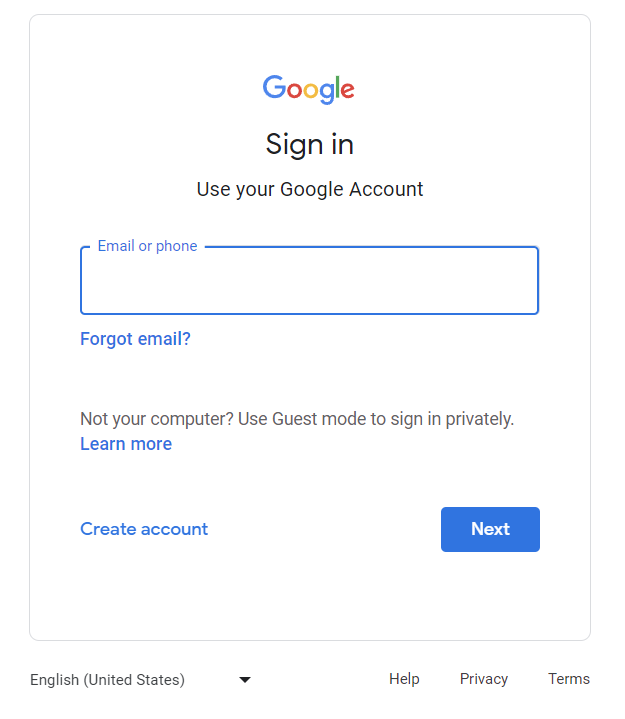 Google
Sign in
Use your Google Account
Email or phone
Forgot email?
Not your computer? Use Guest mode to sign in privately.
Learn more
Create account
Next
English (United States)
Help
Privacy
Terms